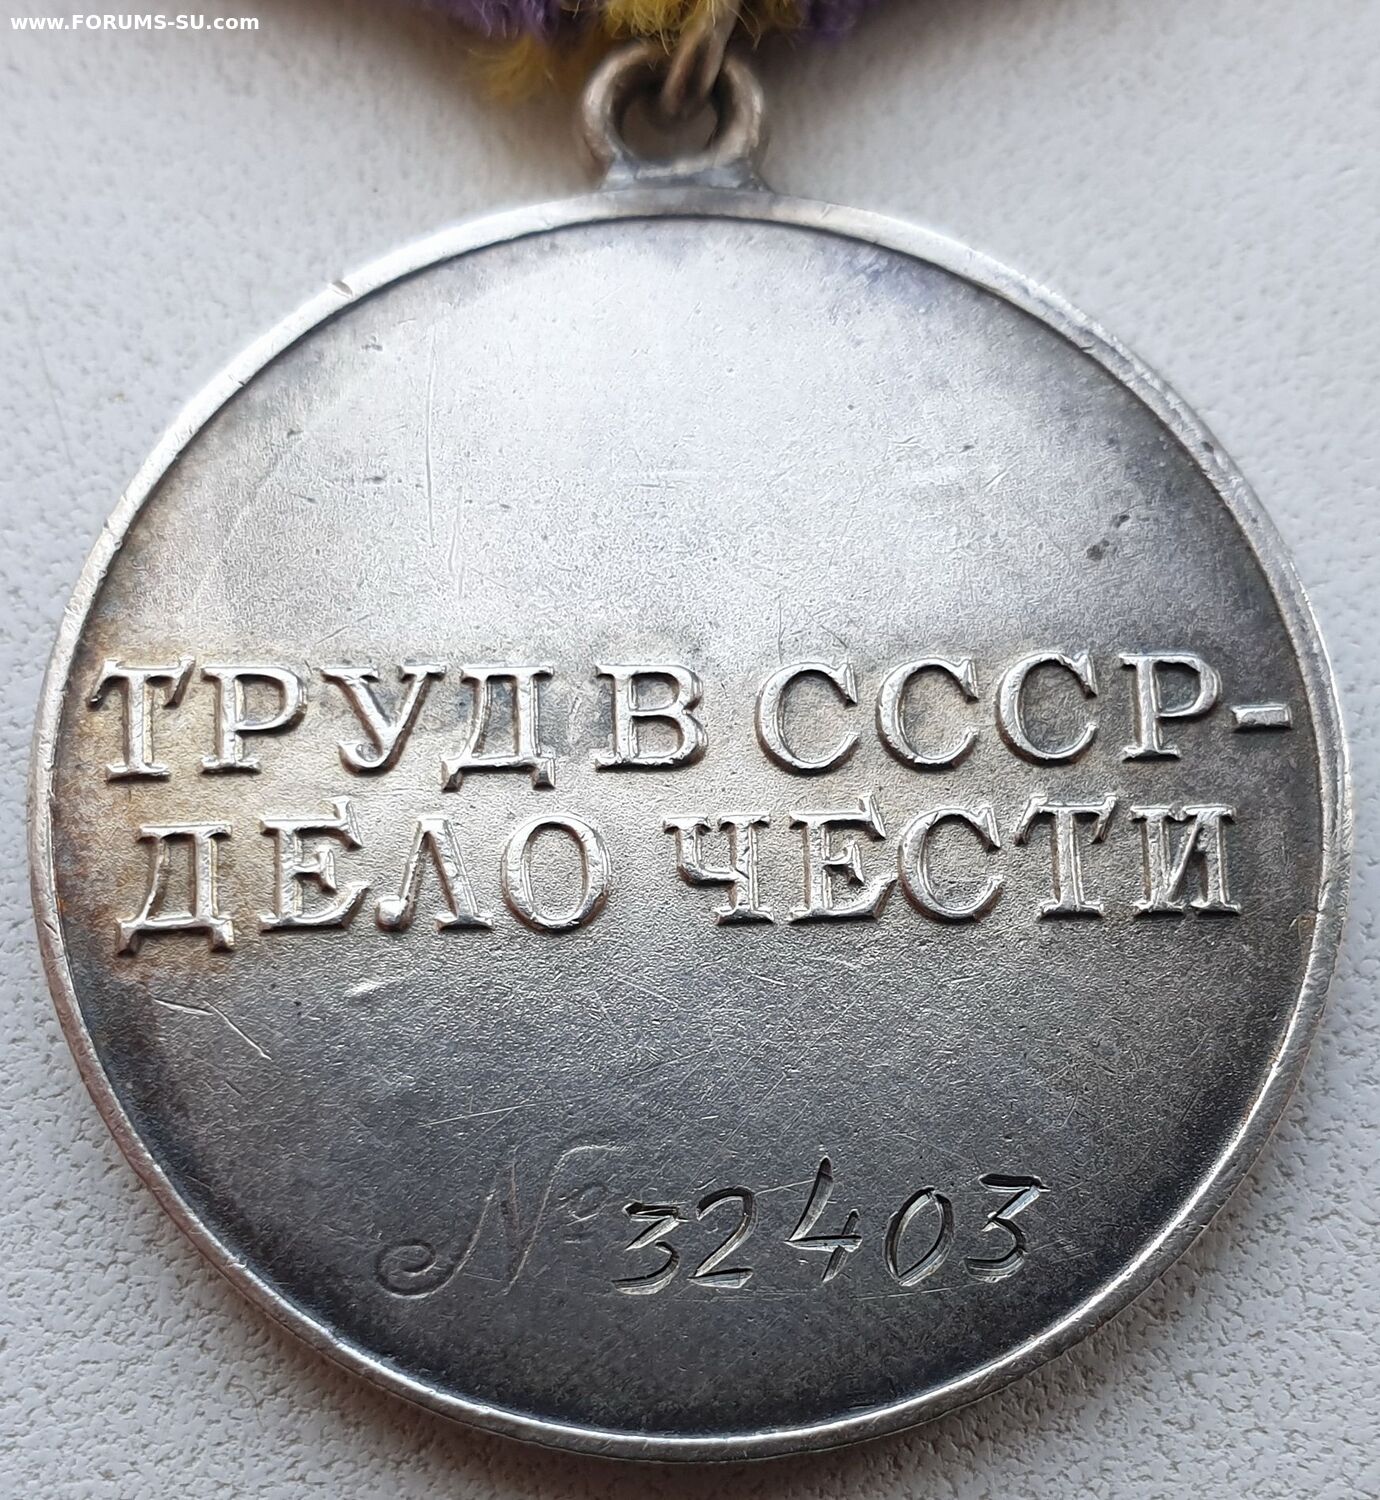 www.FORUMS-SU.com
ТРУД В СССР-
ДЕЛО ЧЕСТИ
№ 32403